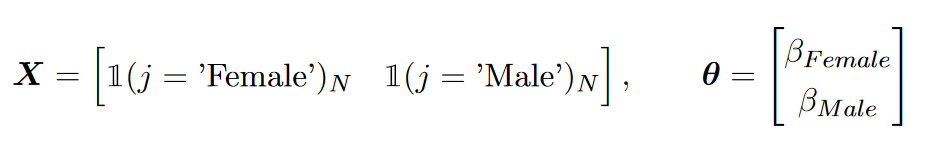 X = [𝟙(j = ’Female’)_N 𝟙(j = ’Male’)_N], θ = [β_Female β_Male]